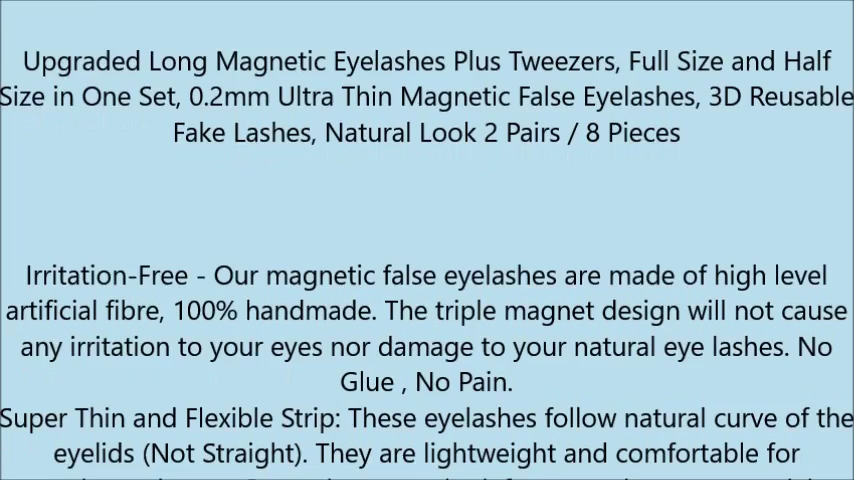 Upgraded Long Magnetic Eyelashes Plus Tweezers, Full Size and Half
Size in One Set, 0.2mm Ultra Thin Magnetic False Eyelashes, 3D Reusable
Fake Lashes, Natural Look 2 Pairs / 8 Pieces
Irritation-Free - Our magnetic false eyelashes are made of high level
artificial fibre, 100% handmade. The triple magnet design will not cause
any irritation to your eyes nor damage to your natural eye lashes. No
Glue , No Pain.
Super Thin and Flexible Strip: These eyelashes follow natural curve of the
eyelids (Not Straight). They are lightweight and comfortable for